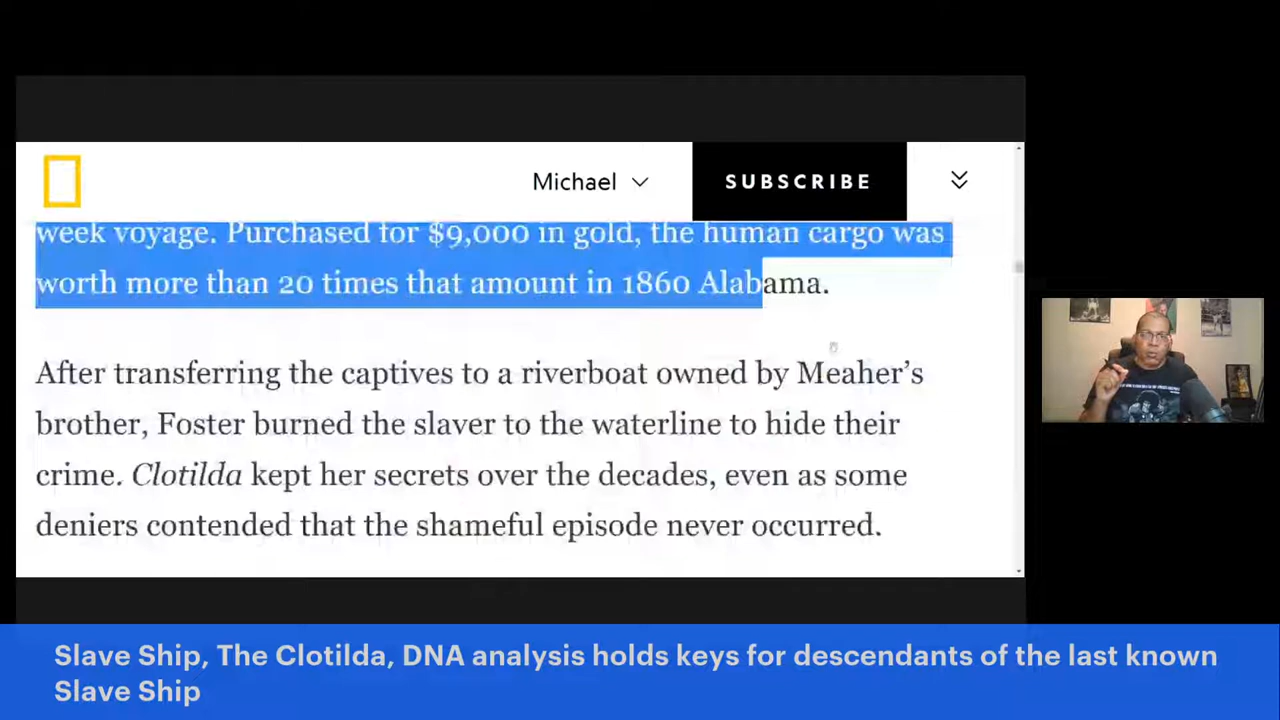 Michael
SUBSCRIBE
week voyage. Purchased for $9,000 in gold, the human cargo was
worth more than 20 times that amount in 1860 Alabama.
After transferring the captives to a riverboat owned by Meaher’s
brother, Foster burned the slaver to the waterline to hide their
crime. Clotilda kept her secrets over the decades, even as some
deniers contended that the shameful episode never occurred.
Slave Ship, The Clotilda, DNA analysis holds keys for descendants of the last known
Slave Ship